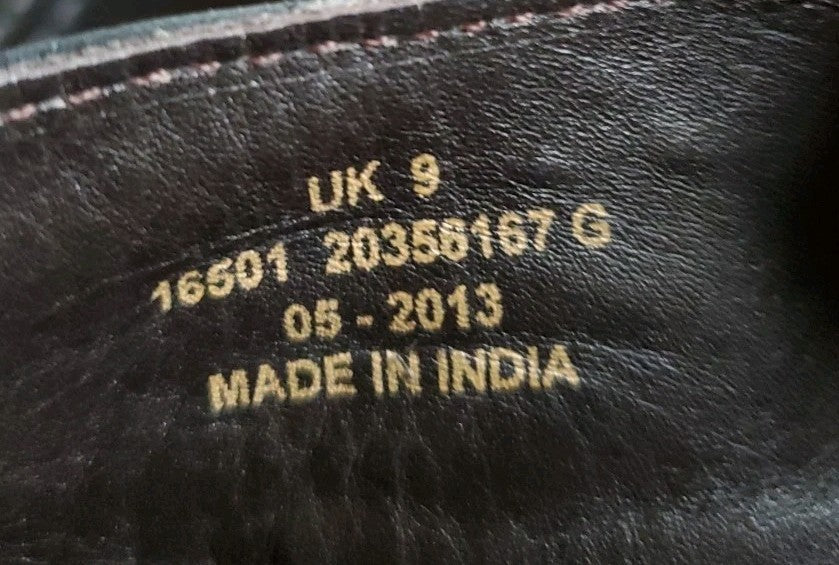 UK 9
16501 20356167 G
05 - 2013
MADE IN INDIA